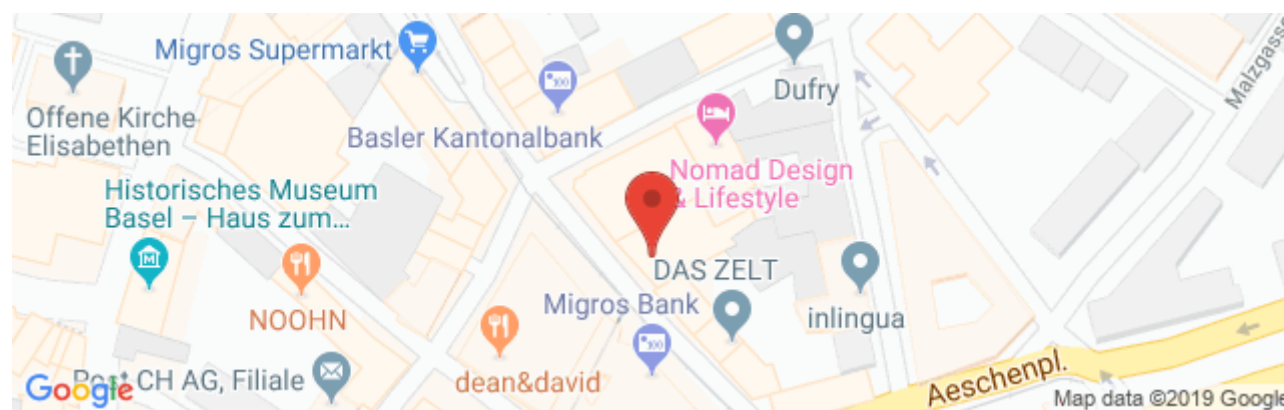 Migros Supermarkt
Offene Kirche
Elisabethen
Basler Kantonalbank
Dufry
Malzgasse
Historisches Museum
Basel – Haus zum...
Nomad Design
& Lifestyle
NOOHN
DAS ZELT
Migros Bank
inlingua
Post CH AG, Filiale
dean&david
Aeschenpl.
Google
Map data ©2019 Google